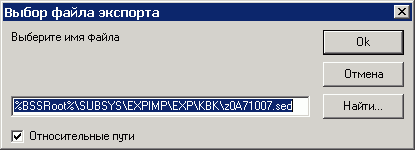 Выбор файла экспорта
Выберите имя файла
Ok
Отмена
%BSSRoot%\SUBSYS\EXPIMP\EXP\KBK\z0A71007.sed
Найти...
Относительные пути